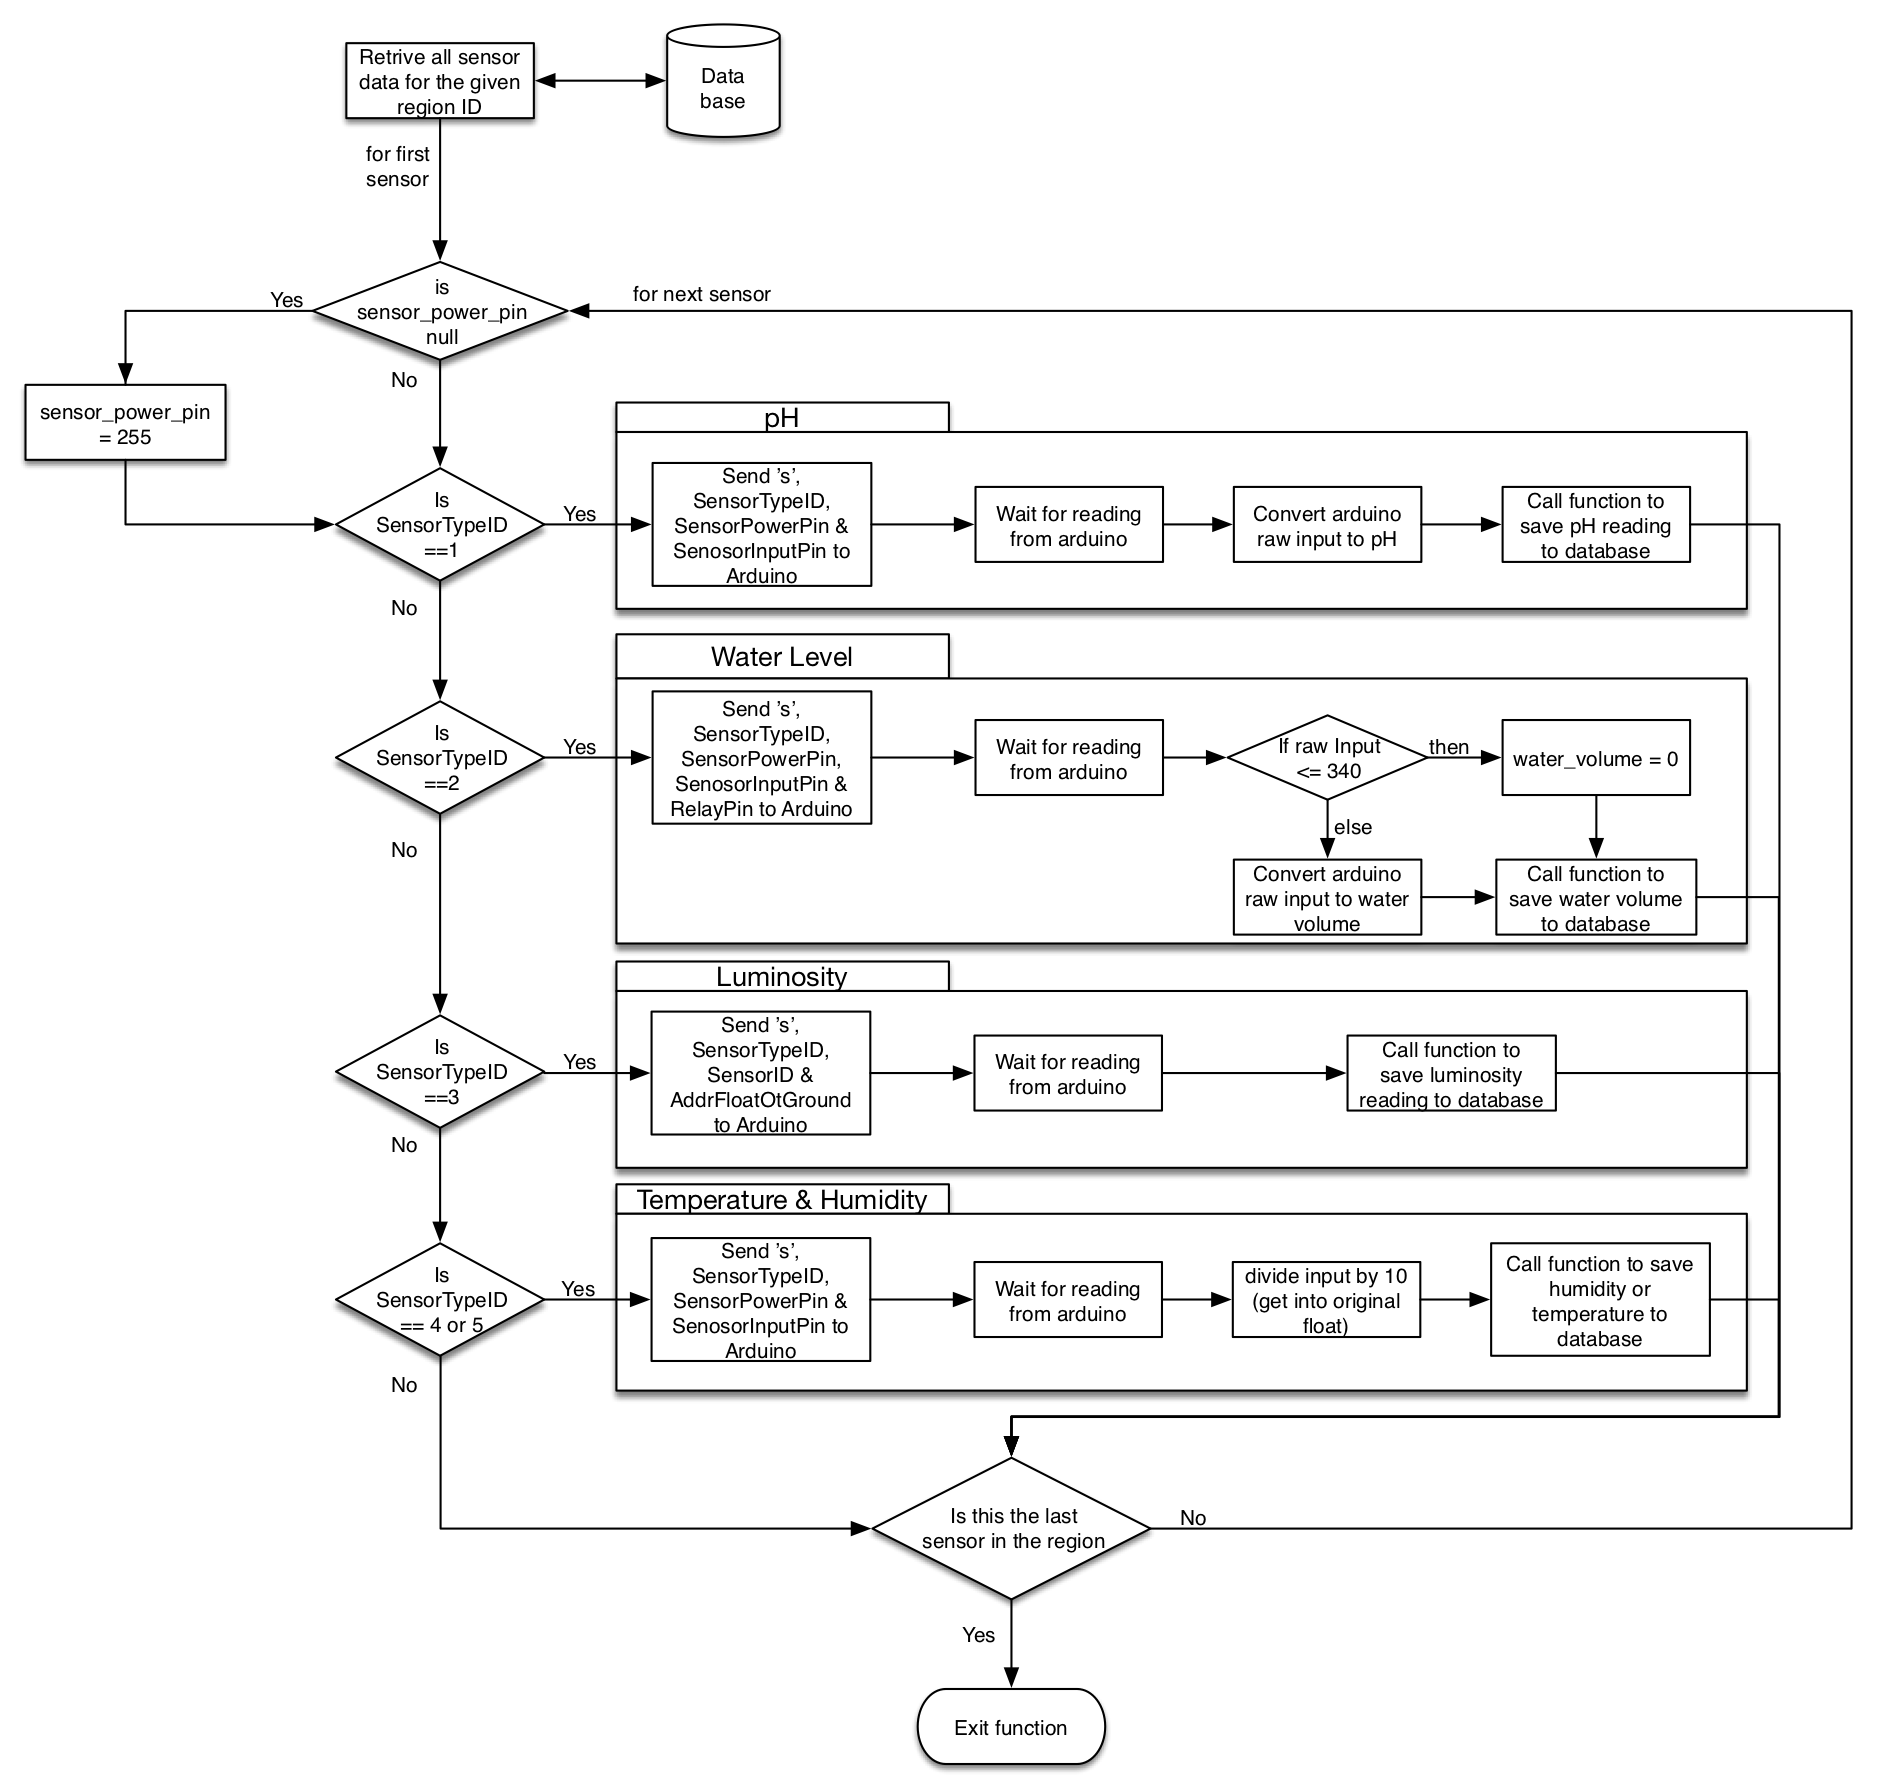 Retrive all sensor
data for the given
region ID
Data
base
for first
sensor
is
sensor_power_pin
null
Yes
for next sensor
No
sensor_power_pin
= 255
pH
Is
SensorTypeID
==1
Yes
Send ’s’,
SensorTypeID,
SensorPowerPin &
SenosorInputPin to
Arduino
Wait for reading
from arduino
Convert arduino
raw input to pH
Call function to
save pH reading
to database
No
Water Level
Is
SensorTypeID
==2
Yes
Send ’s’,
SensorTypeID,
SensorPowerPin,
SenosorInputPin &
RelayPin to Arduino
Wait for reading
from arduino
If raw Input
<= 340
then
water_volume = 0
else
Convert arduino
raw input to water
volume
Call function to
save water volume
to database
No
Luminosity
Is
SensorTypeID
==3
Yes
Send ’s’,
SensorTypeID,
SensorID &
AddrFloatOtGround
to Arduino
Wait for reading
from arduino
Call function to
save luminosity
reading to database
No
Temperature & Humidity
Is
SensorTypeID
== 4 or 5
Yes
Send ’s’,
SensorTypeID,
SensorPowerPin &
SenosorInputPin to
Arduino
Wait for reading
from arduino
divide input by 10
(get into original
float)
Call function to save
humidity or
temperature to
database
No
Is this the last
sensor in the region
No
Yes
Exit function